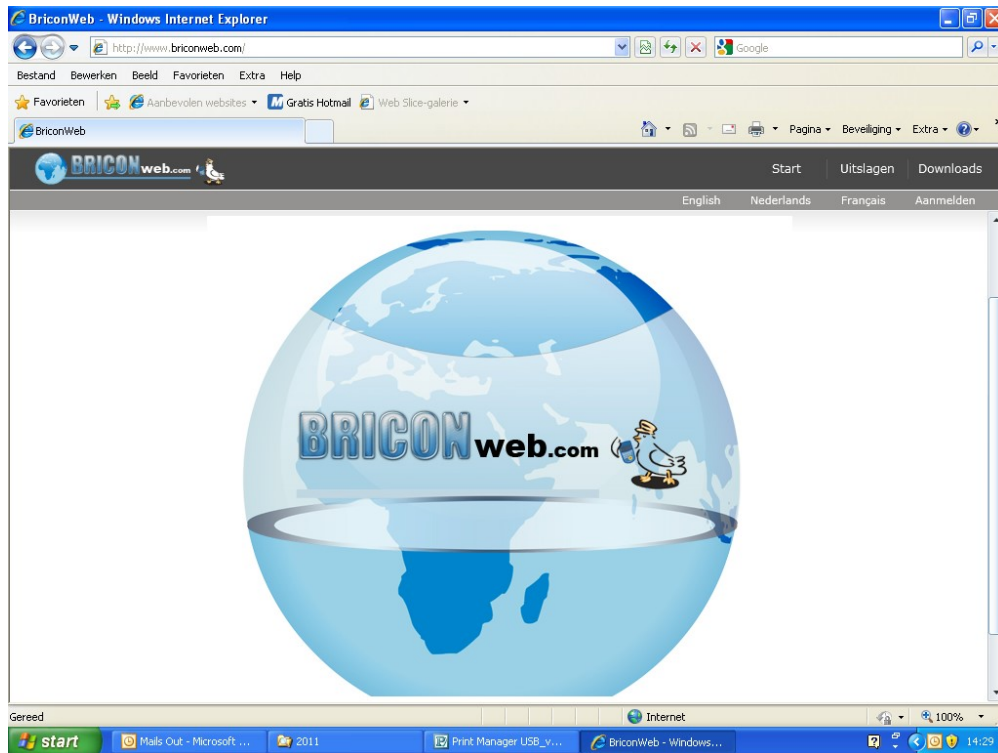 BriconWeb - Windows Internet Explorer
http://www.briconweb.com/
Google
Bestand Bewerken Beeld Favorieten Extra Help
Favorieten Aanbevolen websites Gratis Hotmail Web Slice-galerie
BriconWeb Pagina Beveiliging Extra
BRICONweb.com Start Uitslagen Downloads
English Nederlands Français Aanmelden
BRICONweb.com
Gereed Internet 100%
start Mails Out - Microsoft ... 2011 Print Manager USB_v... BriconWeb - Windows... 14:29